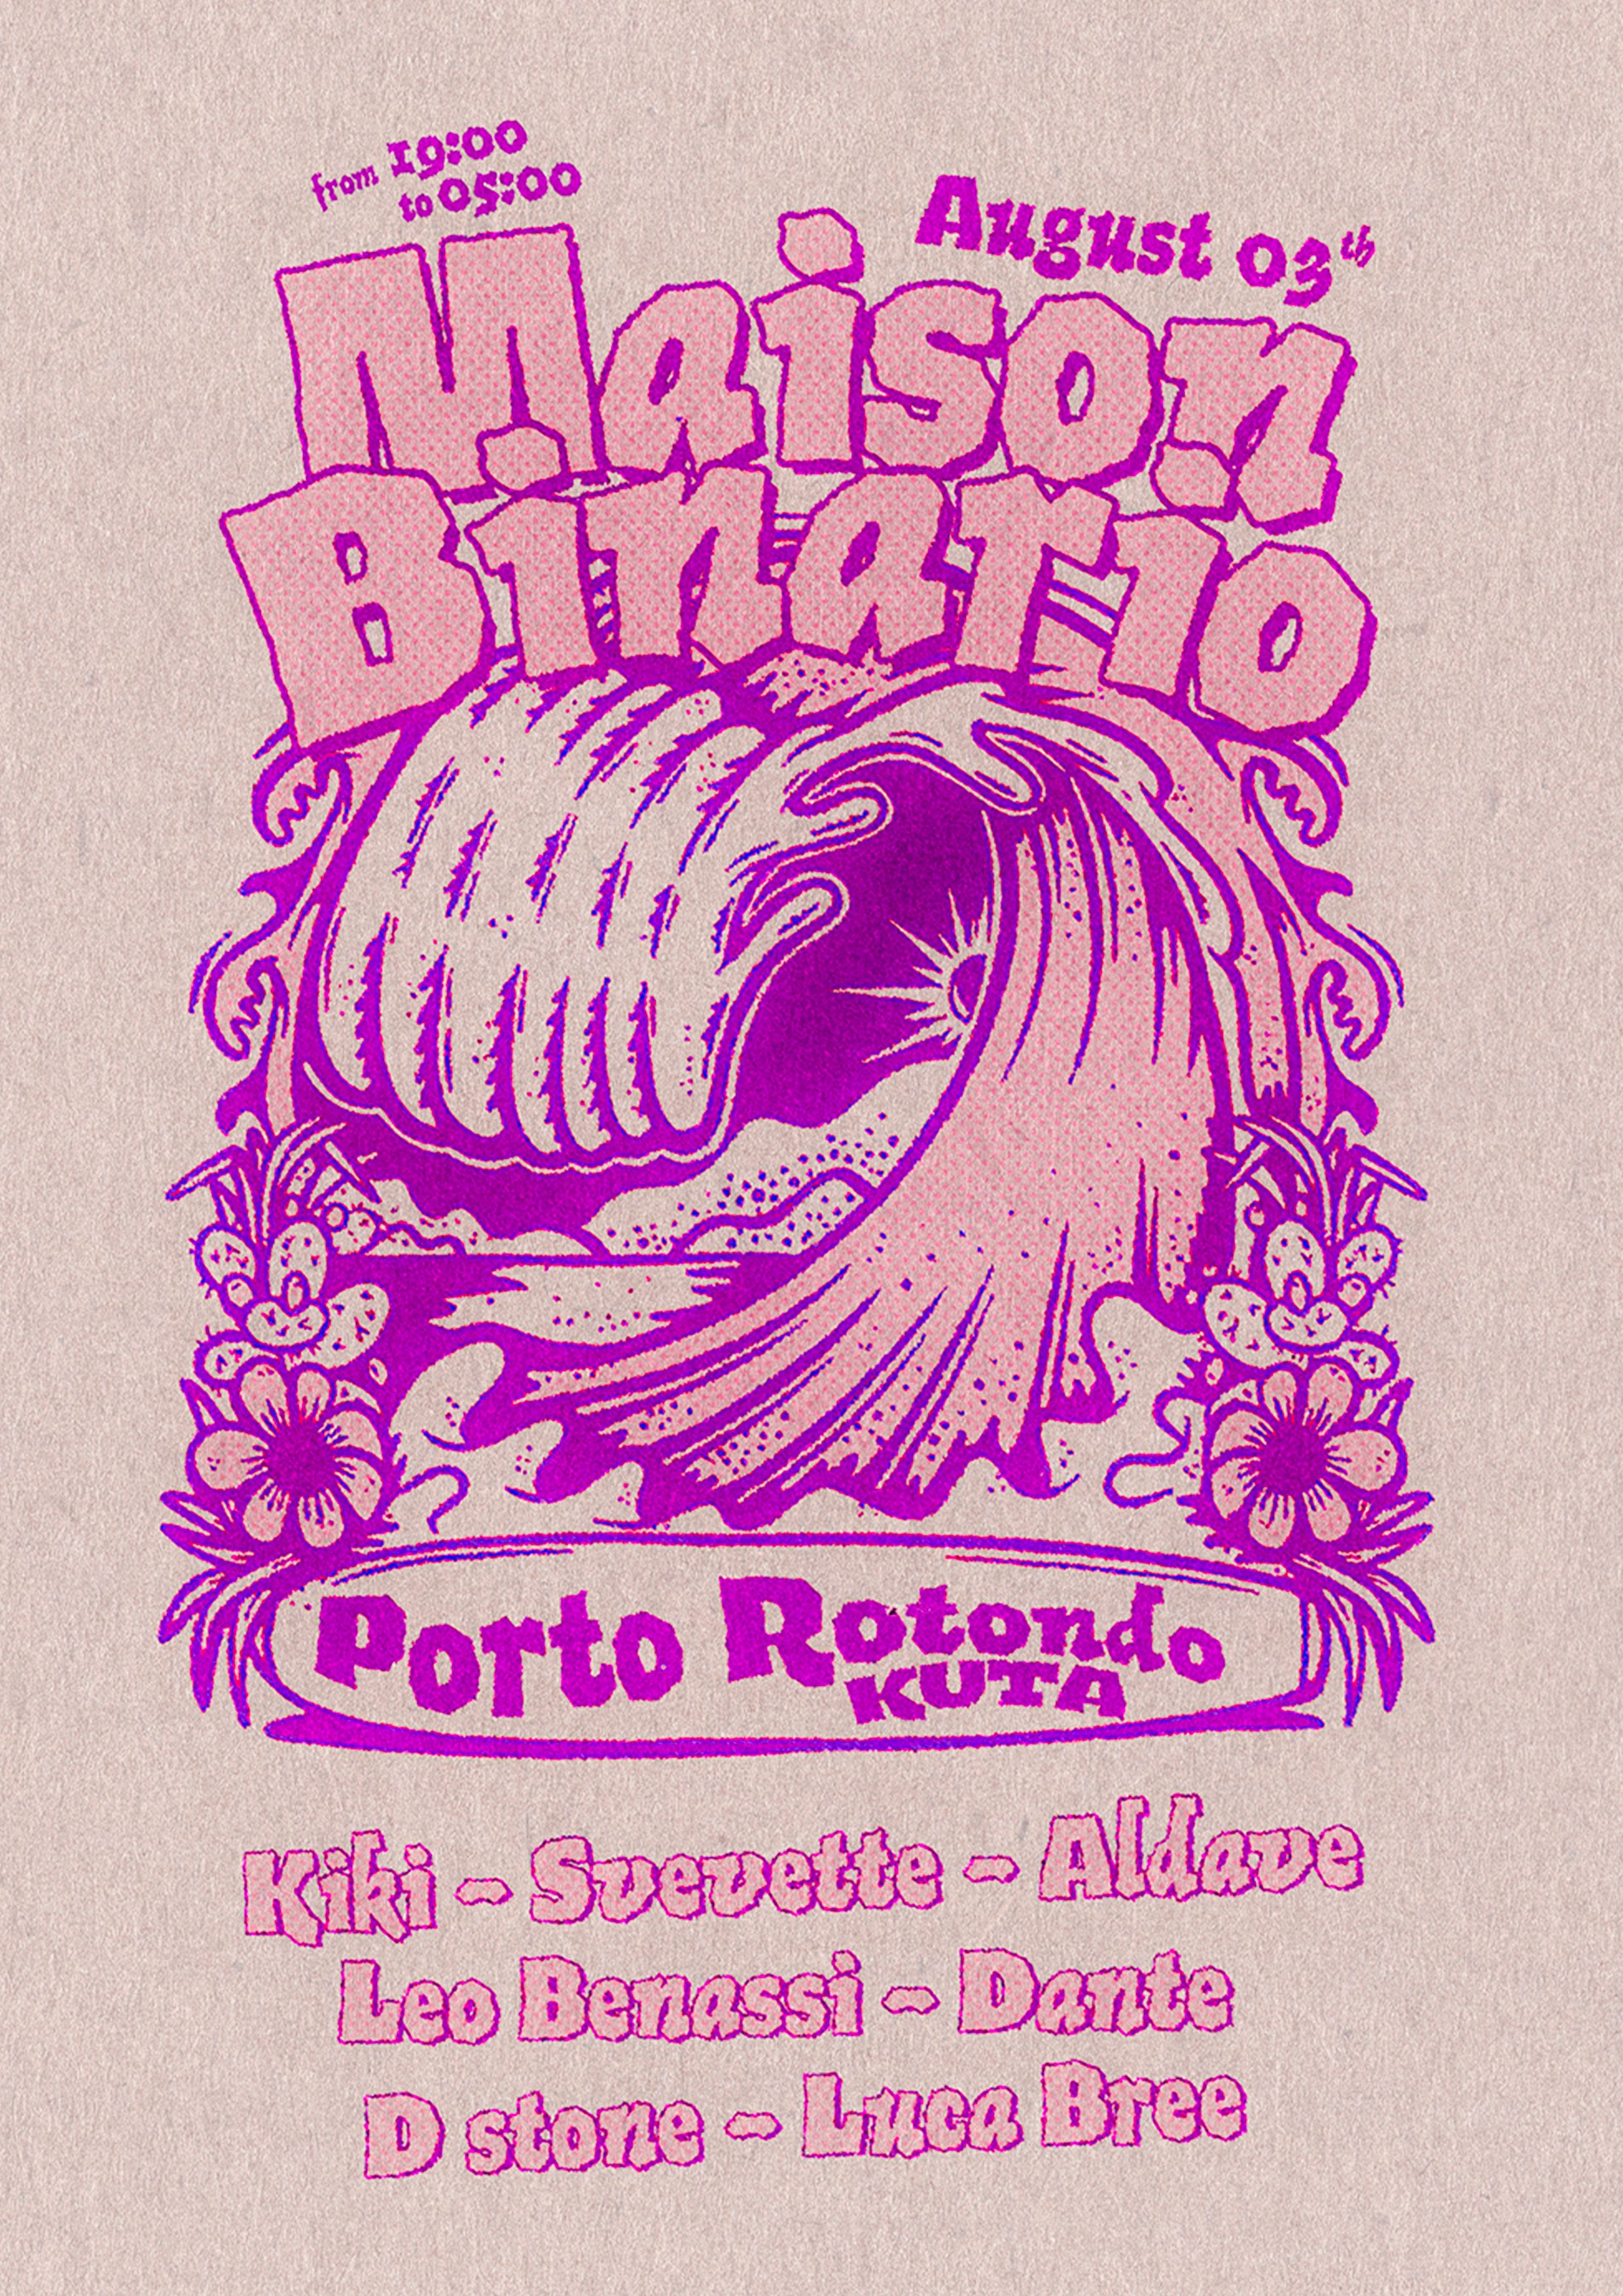 from 19:00
to 05:00
August 03th
Maison
Binario
Porto Rotondo
KUTA
Kiki - Svevette - Aldave
Leo Benassi - Dante
D stone - Luca Bree